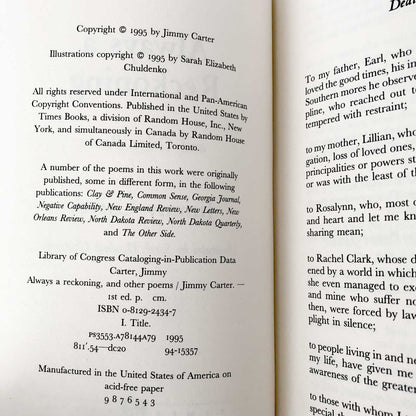 Copyright © 1995 by Jimmy Carter
Illustrations copyright © 1995 by Sarah Elizabeth
Chuldenko
All rights reserved under International and Pan-American
Copyright Conventions. Published in the United States by
Times Books, a division of Random House, Inc., New
York, and simultaneously in Canada by Random House
of Canada Limited, Toronto.
A number of the poems in this work were originally
published, some in different form, in the following
publications: Clay & Pine, Common Sense, Georgia Journal,
Negative Capability, New England Review, New Letters, New
Orleans Review, North Dakota Review, North Dakota Quarterly,
and The Other Side.
Library of Congress Cataloging-in-Publication Data
Carter, Jimmy
Always a reckoning, and other poems / Jimmy Carter. —
1st ed. p. cm.
ISBN 0-8129-2434-7
I. Title.
PS3553.A78144A79 1995
811'.54—dc20 94-15357
Manufactured in the United States of America on
acid-free paper
9 8 7 6 5 4 3
To my father, Earl, who
loved the good times, his in
Southern mores he observed
pline, who reached out to
tempered with restraint;
to my mother, Lillian, who
gation, loss of loved ones,
principalities or powers st
or was with the least of th
to Rosalynn, who, most
and heart and let me kno
sharing mean;
to Rachel Clark, whose d
ened by a world in which
she even managed to exc
and mine who suffer no
then, were forced by law
plight in silence;
to people living in and n
my life, have given me
awareness of the greates
to those with whom I